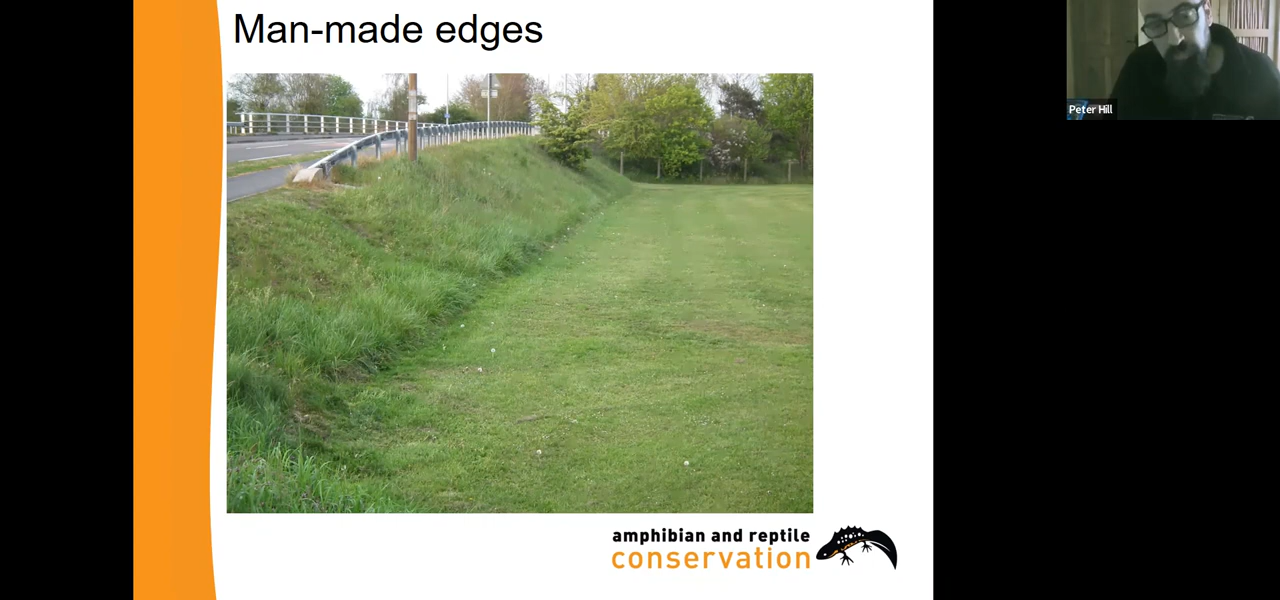 Man-made edges
Peter Hill
amphibian and reptile
conservation